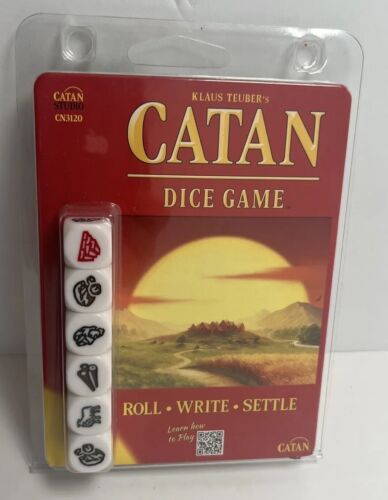 CATAN
STUDIO
CN3120
KLAUS TEUBER's
CATAN
DICE GAME
ROLL • WRITE • SETTLE
Learn how
to Play
CATAN